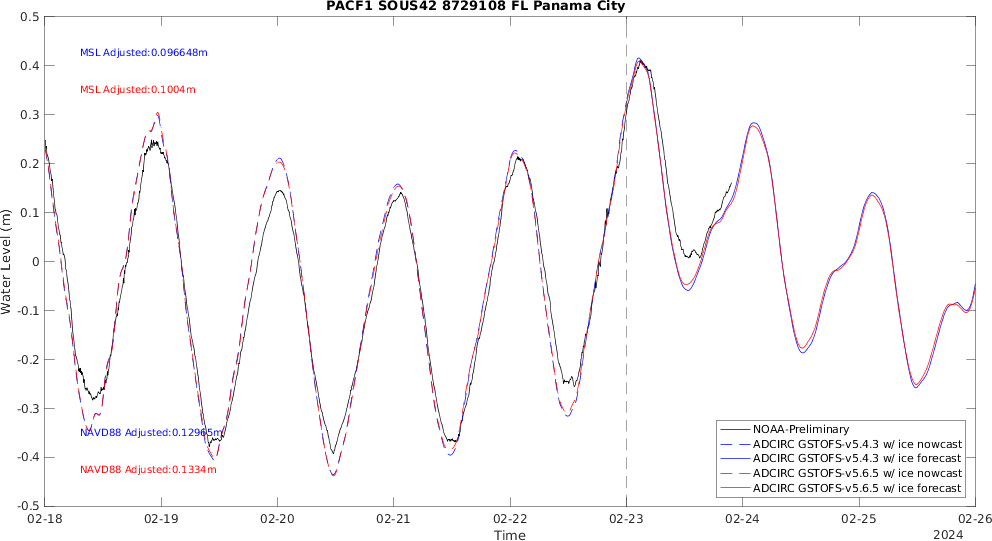 PACF1 SOUS42 8729108 FL Panama City
0.5
0.4
0.3
0.2
0.1
0
-0.1
-0.2
-0.3
-0.4
-0.5
Water Level (m)
MSL Adjusted:0.096648m
MSL Adjusted:0.1004m
NAVD88 Adjusted:0.12965m
NAVD88 Adjusted:0.1334m
NOAA-Preliminary
ADCIRC GSTOFS-v5.4.3 w/ ice nowcast
ADCIRC GSTOFS-v5.4.3 w/ ice forecast
ADCIRC GSTOFS-v5.6.5 w/ ice nowcast
ADCIRC GSTOFS-v5.6.5 w/ ice forecast
02-18 02-19 02-20 02-21 02-22 02-23 02-24 02-25 02-26
Time
2024